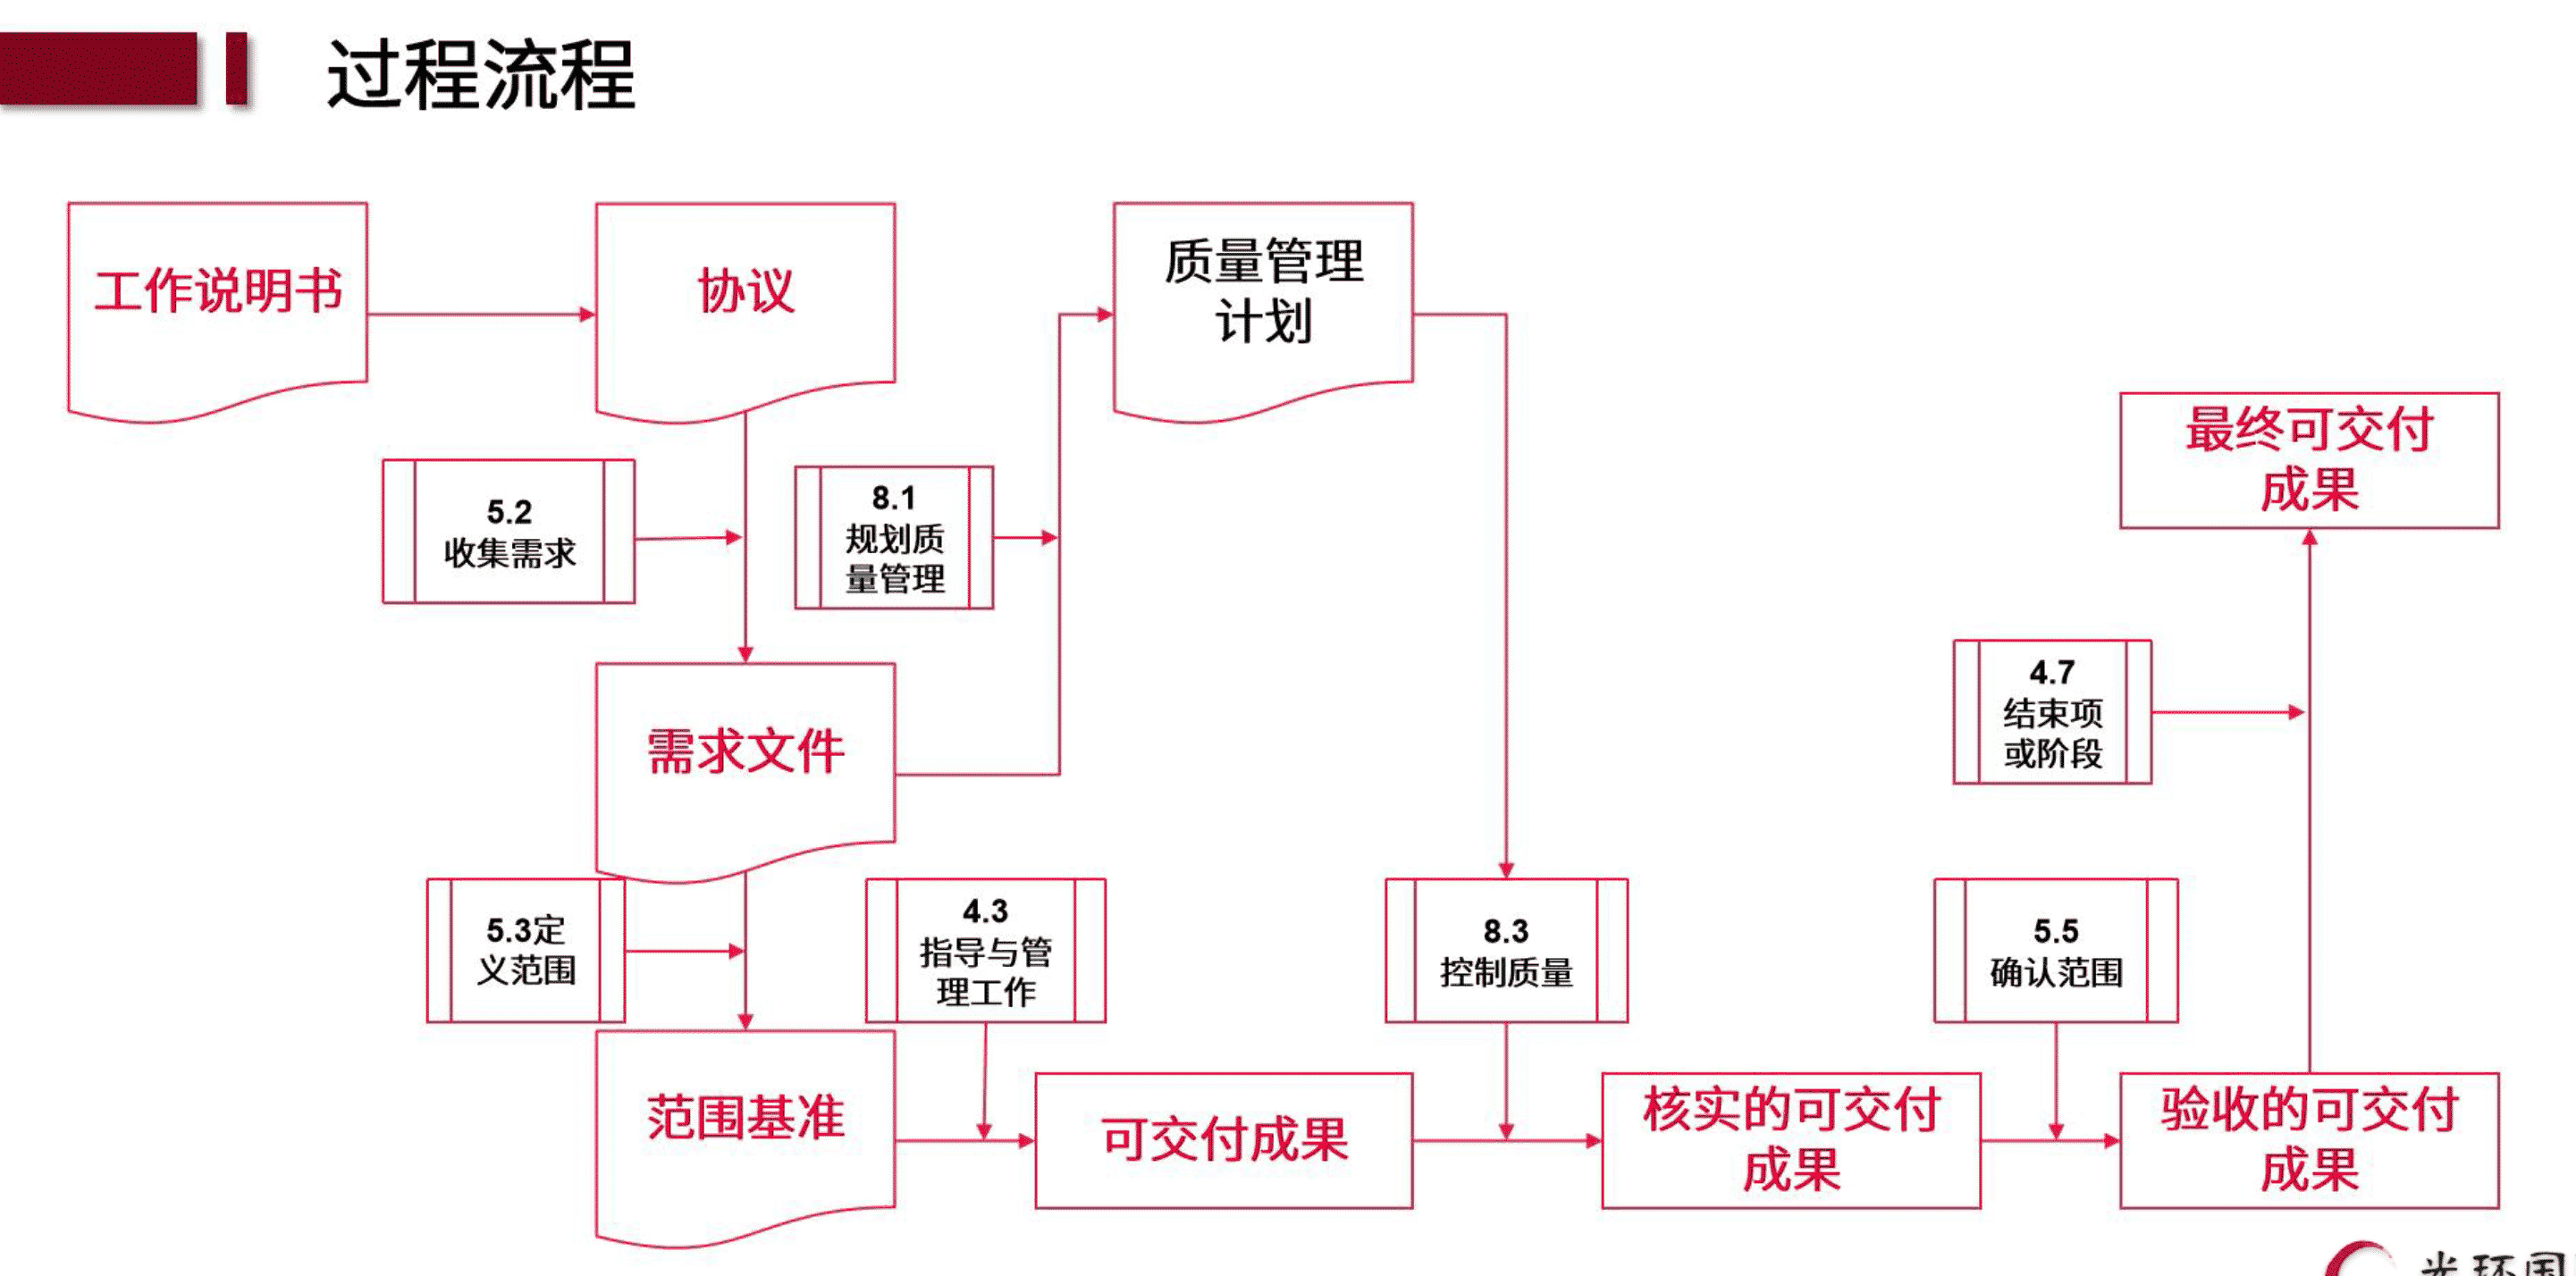 过程流程
工作说明书
协议
质量管理
计划
最终可交付
成果
5.2
收集需求
8.1
规划质
量管理
4.7
结束项
或阶段
需求文件
5.3定
义范围
4.3
指导与管
理工作
8.3
控制质量
5.5
确认范围
范围基准
可交付成果
核实的可交付
成果
验收的可交付
成果
光环国